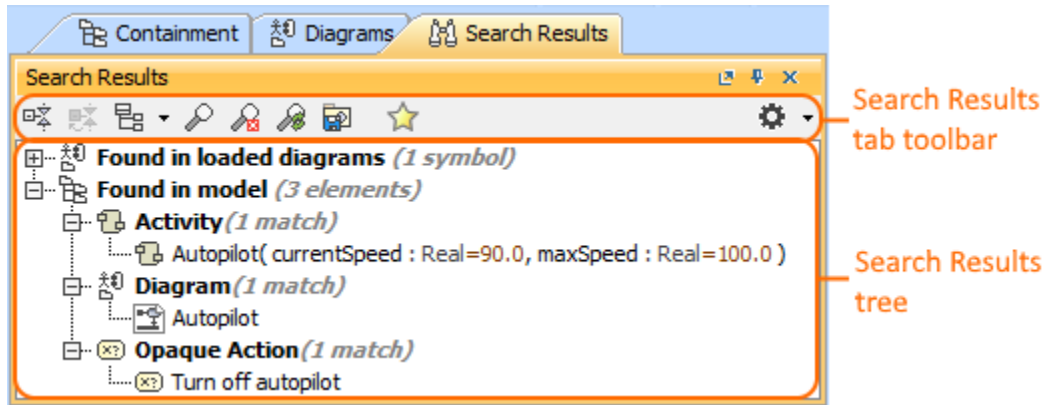 Containment Diagrams Search Results
Search Results
Search Results
tab toolbar
Found in loaded diagrams (1 symbol)
Found in model (3 elements)
Activity (1 match)
Autopilot( currentSpeed : Real=90.0, maxSpeed : Real=100.0 )
Search Results
tree
Diagram (1 match)
Autopilot
Opaque Action (1 match)
Turn off autopilot